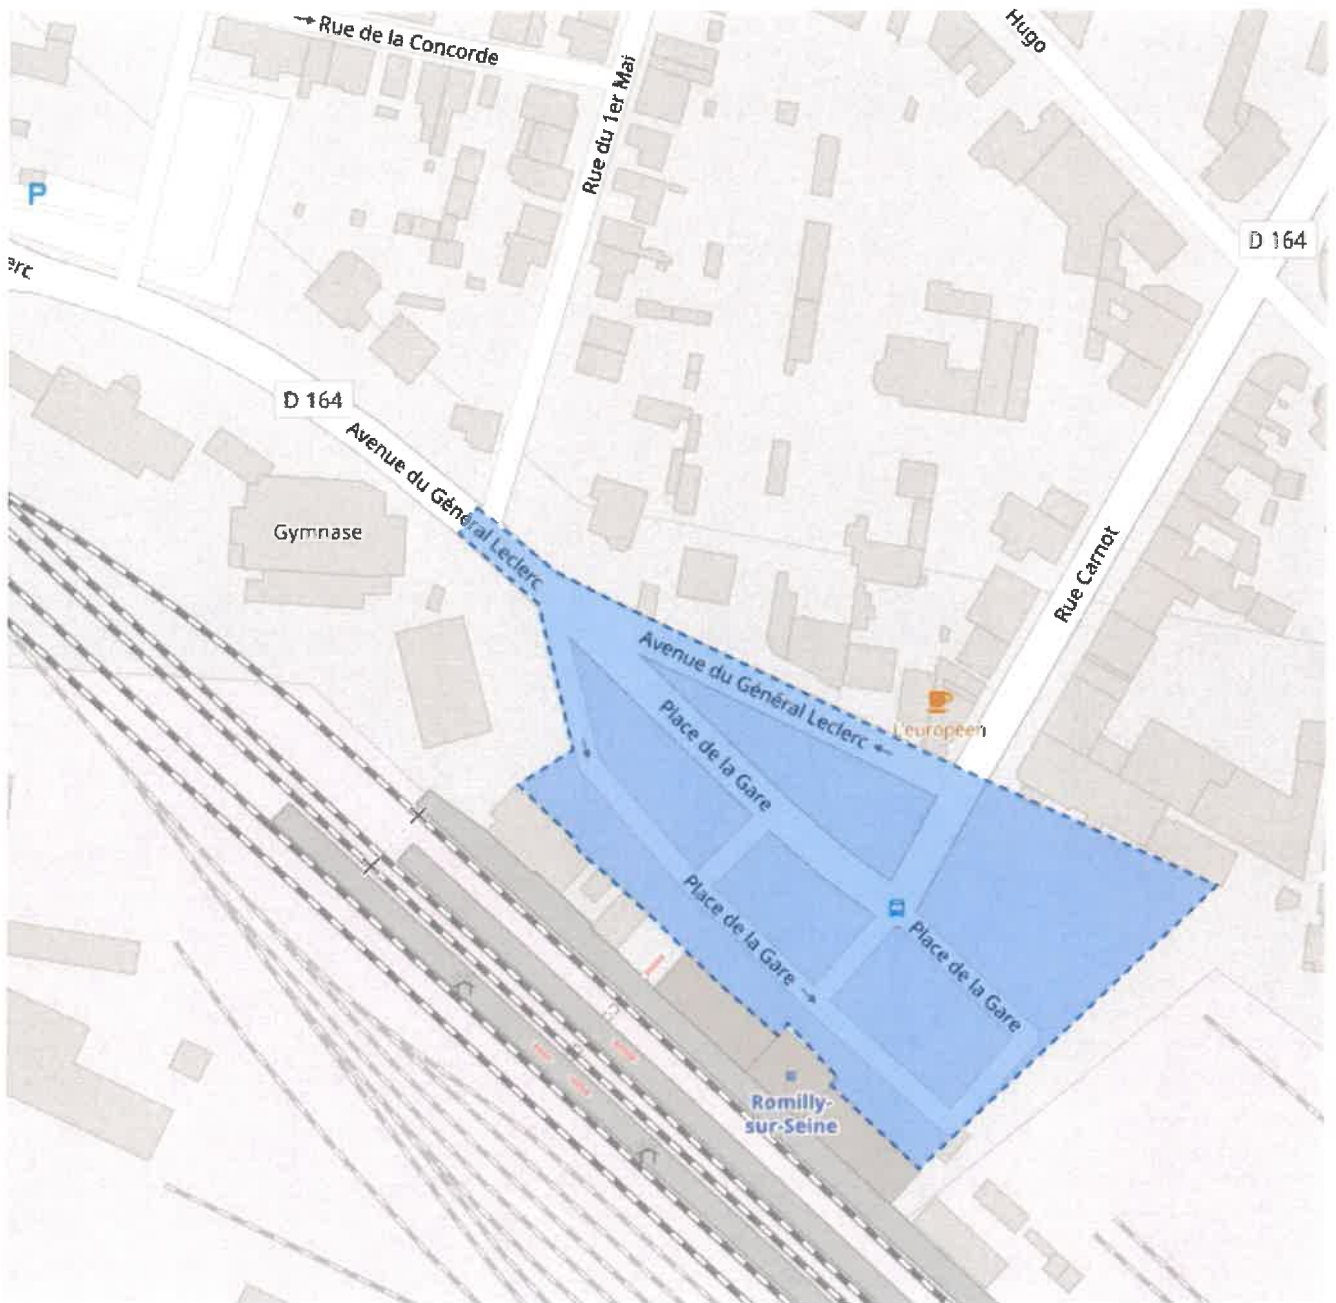 Rue de la Concorde
Hugo
Rue du 1er Mai
P
D 164
erc
D 164
Avenue du Général Leclerc
Gymnase
Rue Carnot
Avenue du Général Leclerc
L'européen
Place de la Gare
Place de la Gare
Place de la Gare
Romilly-
sur-Seine